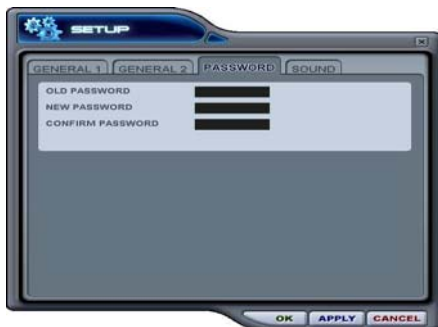 SETUP
GENERAL 1 GENERAL 2 PASSWORD SOUND
OLD PASSWORD
NEW PASSWORD
CONFIRM PASSWORD
OK APPLY CANCEL